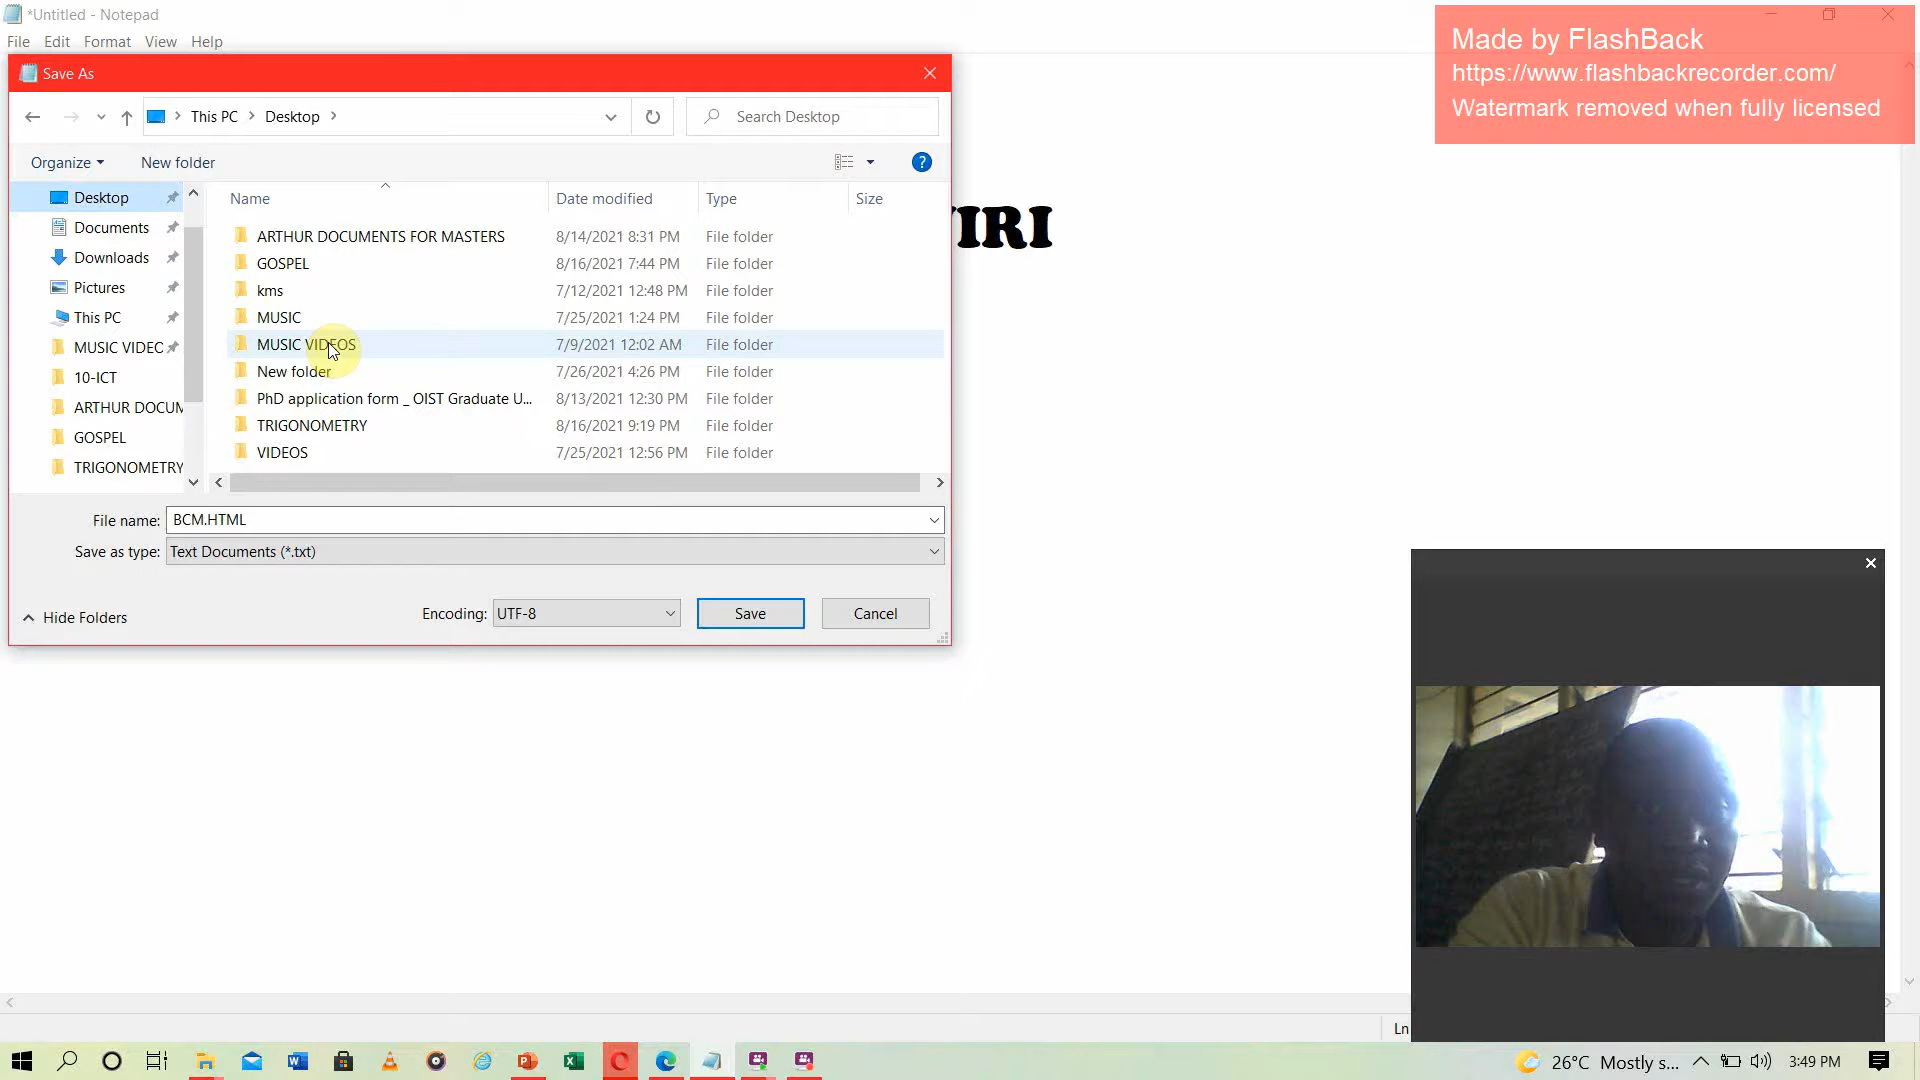 *Untitled - Notepad
File Edit Format View Help
Made by FlashBack
https://www.flashbackrecorder.com/
Watermark removed when fully licensed
Save As
This PC > Desktop >
Search Desktop
Organize New folder
Name Date modified Type Size
ARTHUR DOCUMENTS FOR MASTERS 8/14/2021 8:31 PM File folder
GOSPEL 8/16/2021 7:44 PM File folder
kms 7/12/2021 12:48 PM File folder
MUSIC 7/25/2021 1:24 PM File folder
MUSIC VIDEOS 7/9/2021 12:02 AM File folder
New folder 7/26/2021 4:26 PM File folder
PhD application form _ OIST Graduate U... 8/13/2021 12:30 PM File folder
TRIGONOMETRY 8/16/2021 9:19 PM File folder
VIDEOS 7/25/2021 12:56 PM File folder
Desktop
Documents
Downloads
Pictures
This PC
MUSIC VIDEC
10-ICT
ARTHUR DOCUM
GOSPEL
TRIGONOMETRY
IRI
File name: BCM.HTML
Save as type: Text Documents (*.txt)
Hide Folders
Encoding: UTF-8 Save Cancel
Ln
26°C Mostly s... 3:49 PM